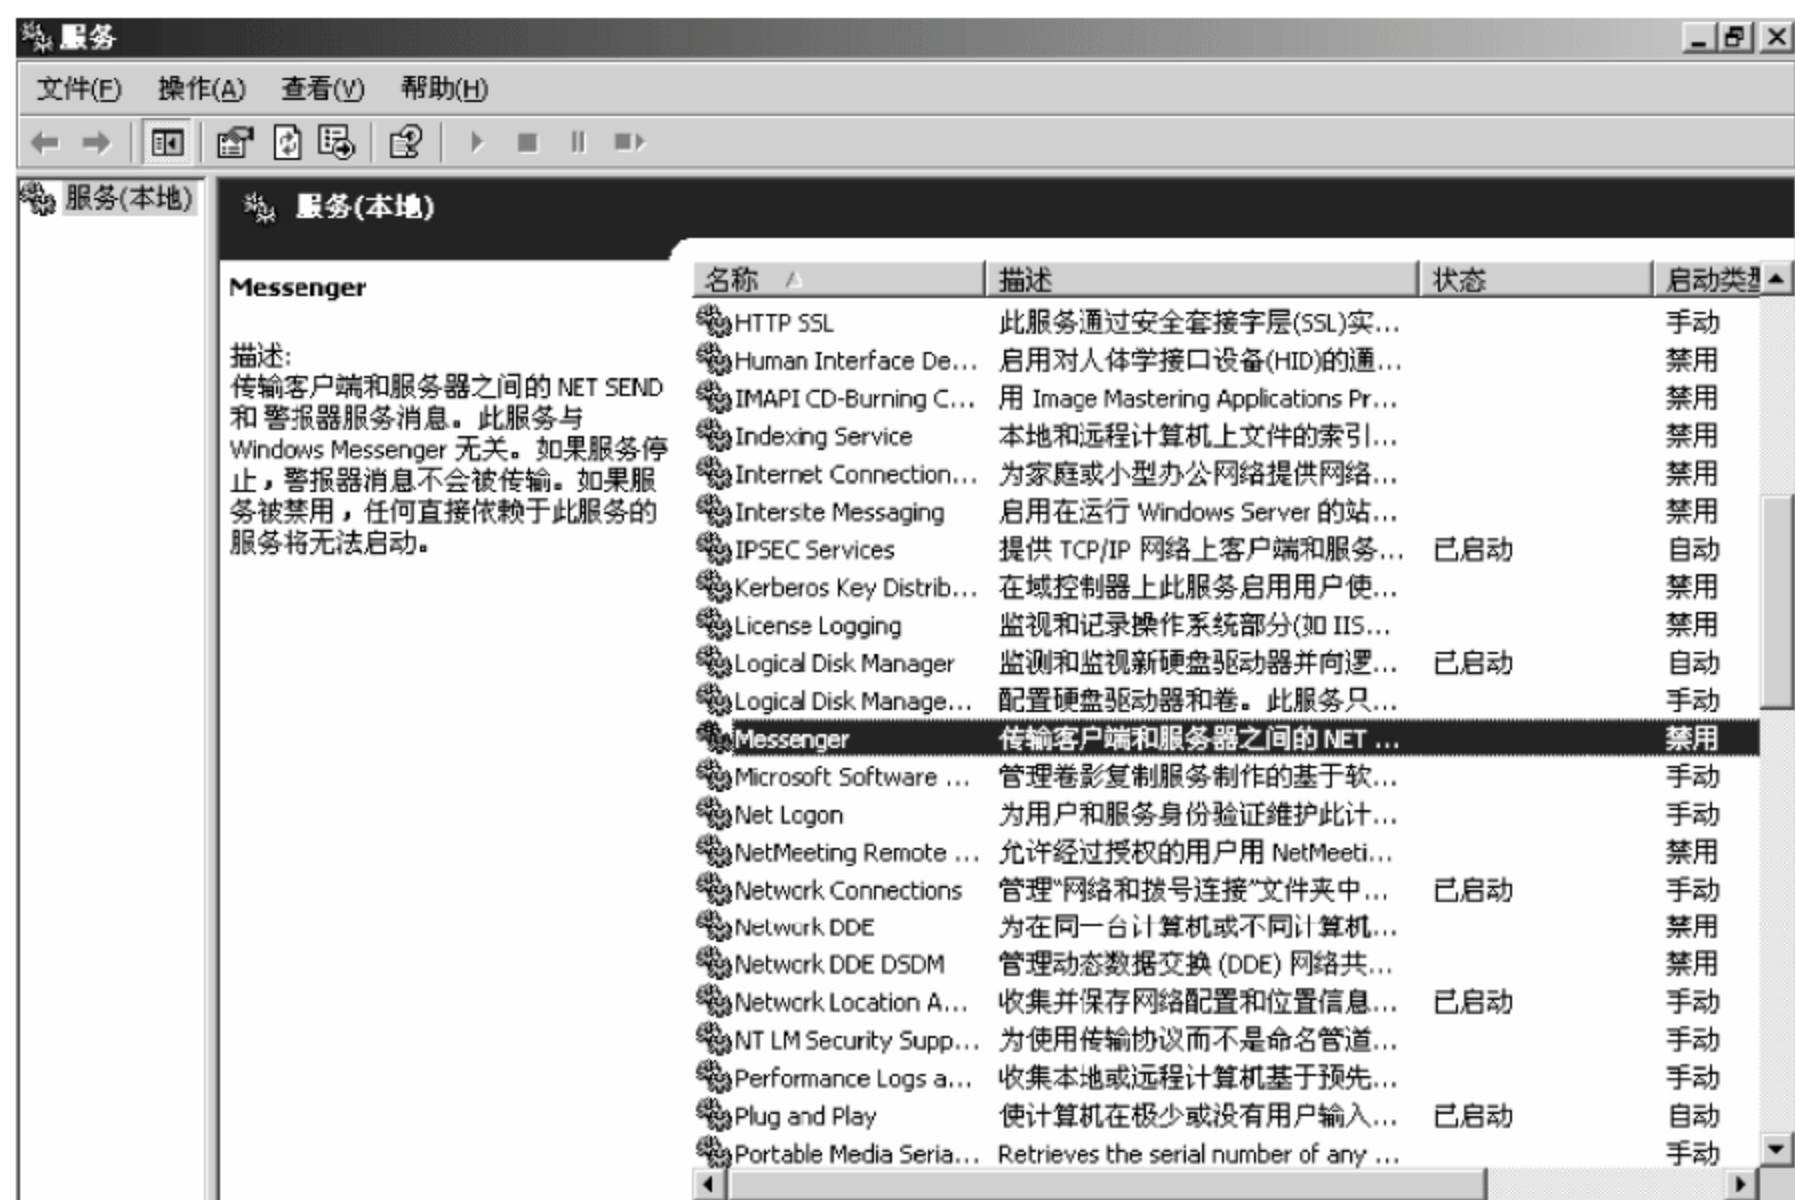 服务
文件(F) 操作(A) 查看(V) 帮助(H)
服务(本地)
服务(本地)
Messenger
描述:
传输客户端和服务器之间的 NET SEND
和 警报器服务消息。此服务与
Windows Messenger 无关。如果服务停
止，警报器消息不会被传输。如果服
务被禁用，任何直接依赖于此服务的
服务将无法启动。
名称 描述 状态 启动类型
HTTP SSL 此服务通过安全套接字层(SSL)实... 手动
Human Interface De... 启用对人体学接口设备(HID)的通... 禁用
IMAPI CD-Burning C... 用 Image Mastering Applications Pr... 禁用
Indexing Service 本地和远程计算机上文件的索引... 禁用
Internet Connection... 为家庭或小型办公网络提供网络... 禁用
Intersite Messaging 启用在运行 Windows Server 的站... 禁用
IPSEC Services 提供 TCP/IP 网络上客户端和服务... 已启动 自动
Kerberos Key Distrib... 在域控制器上此服务启用用户使... 禁用
License Logging 监视和记录操作系统部分(如 IIS... 禁用
Logical Disk Manager 监测和监视新硬盘驱动器并向逻... 已启动 自动
Logical Disk Manage... 配置硬盘驱动器和卷。此服务只... 手动
Messenger 传输客户端和服务器之间的 NET ... 禁用
Microsoft Software ... 管理卷影复制服务制作的基于软... 手动
Net Logon 为用户和服务身份验证维护此计... 手动
NetMeeting Remote ... 允许经过授权的用户用 NetMeeti... 禁用
Network Connections 管理“网络和拨号连接”文件夹中... 已启动 手动
Network DDE 为在同一台计算机或不同计算机... 禁用
Network DDE DSDM 管理动态数据交换 (DDE) 网络共... 禁用
Network Location A... 收集并保存网络配置和位置信息... 已启动 手动
NT LM Security Supp... 为使用传输协议而不是命名管道... 手动
Performance Logs a... 收集本地或远程计算机基于预先... 手动
Plug and Play 使计算机在极少或没有用户输入... 已启动 自动
Portable Media Seria... Retrieves the serial number of any ... 手动